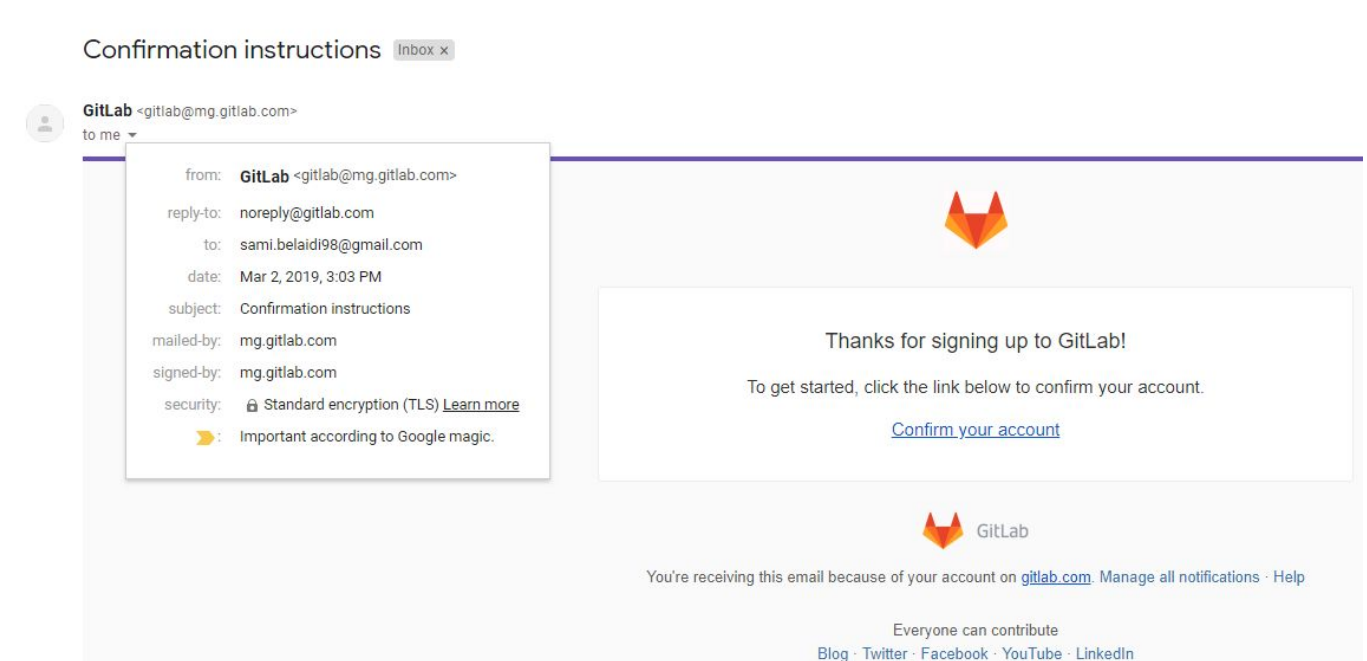 Confirmation instructions Inbox x
GitLab <gitlab@mg.gitlab.com>
to me
from: GitLab <gitlab@mg.gitlab.com>
reply-to: noreply@gitlab.com
to: sami.belaidi98@gmail.com
date: Mar 2, 2019, 3:03 PM
subject: Confirmation instructions
mailed-by: mg.gitlab.com
signed-by: mg.gitlab.com
security: Standard encryption (TLS) Learn more
: Important according to Google magic.
Thanks for signing up to GitLab!
To get started, click the link below to confirm your account.
Confirm your account
GitLab
You're receiving this email because of your account on gitlab.com. Manage all notifications · Help
Everyone can contribute
Blog · Twitter · Facebook · YouTube · LinkedIn